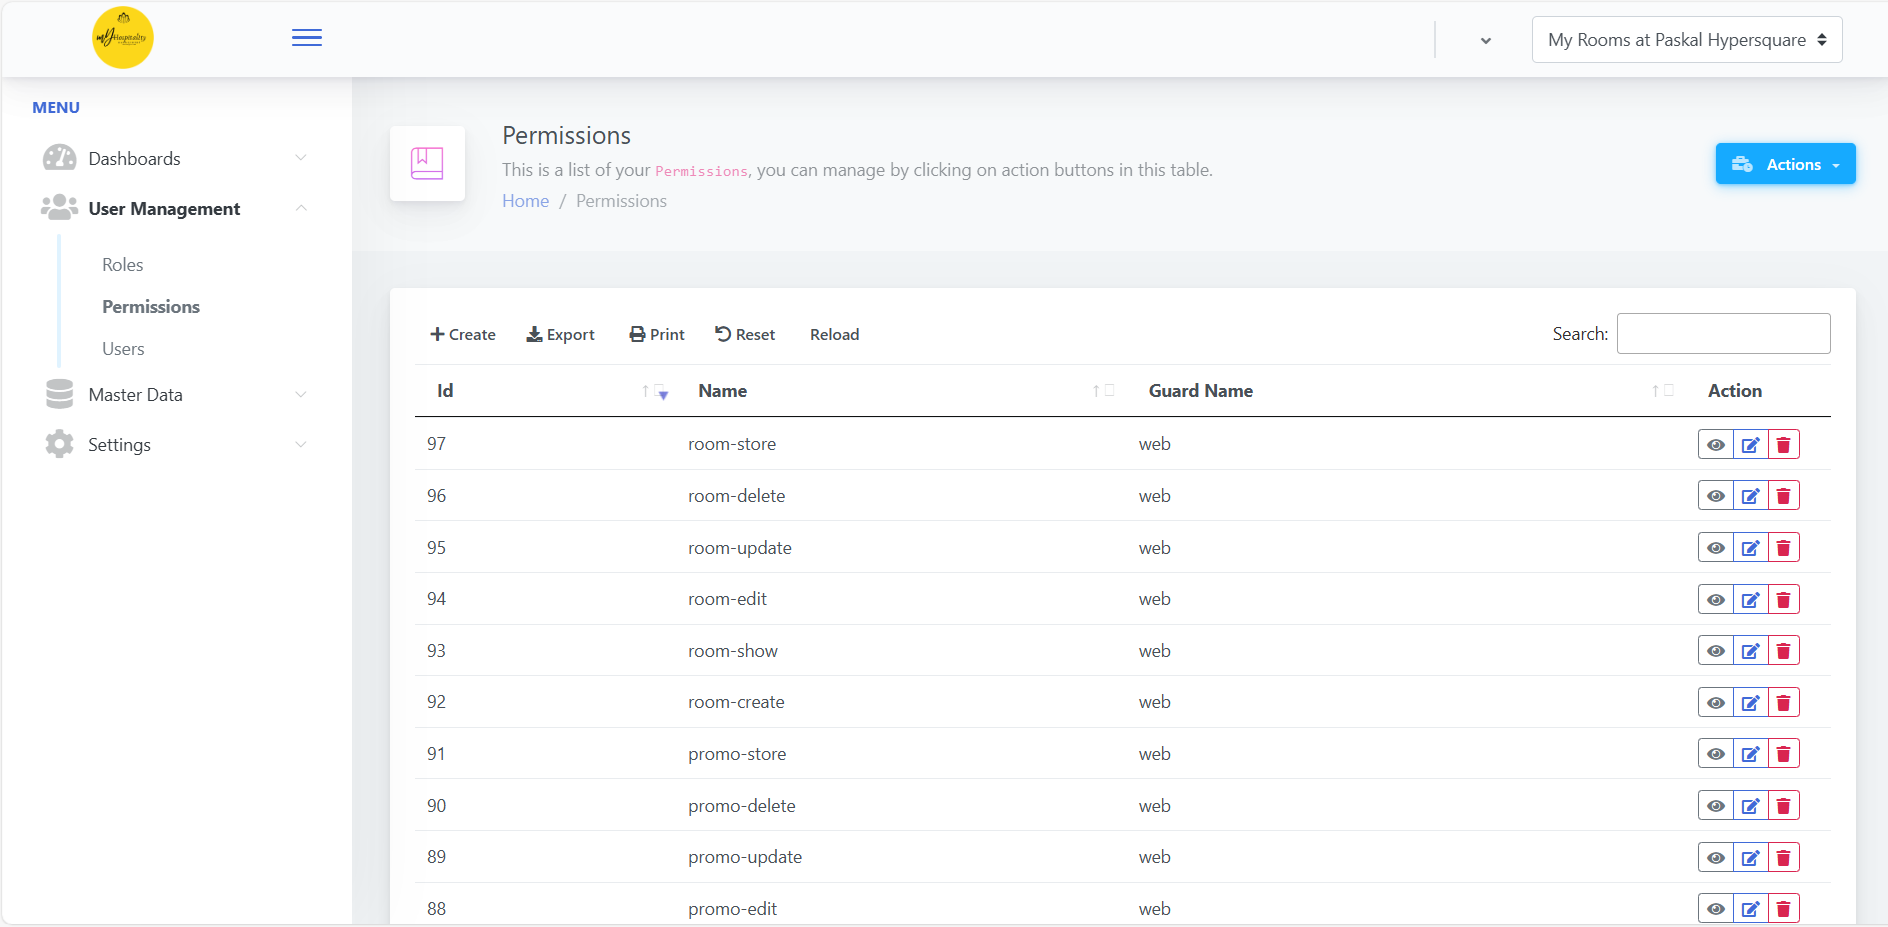 my Hospitality
My Rooms at Paskal Hypersquare
MENU
Dashboards
User Management
Roles
Permissions
Users
Master Data
Settings
Permissions
This is a list of your Permissions, you can manage by clicking on action buttons in this table.
Home / Permissions
Actions
Create Export Print Reset Reload Search:
Id Name Guard Name Action
97 room-store web
96 room-delete web
95 room-update web
94 room-edit web
93 room-show web
92 room-create web
91 promo-store web
90 promo-delete web
89 promo-update web
88 promo-edit web